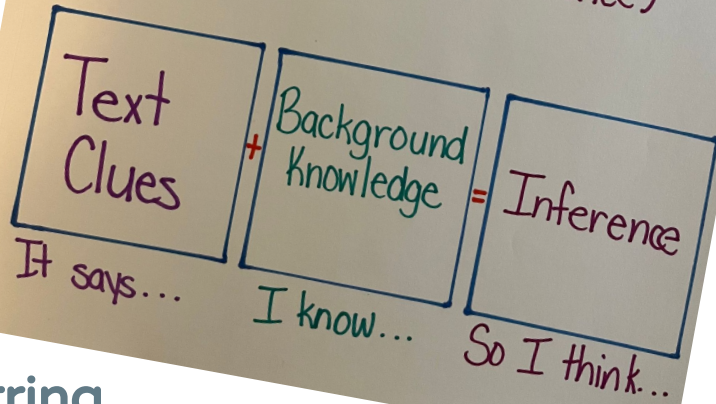 Text
Clues
+
Background
Knowledge
=
Inference
It says...
I know...
So I think...